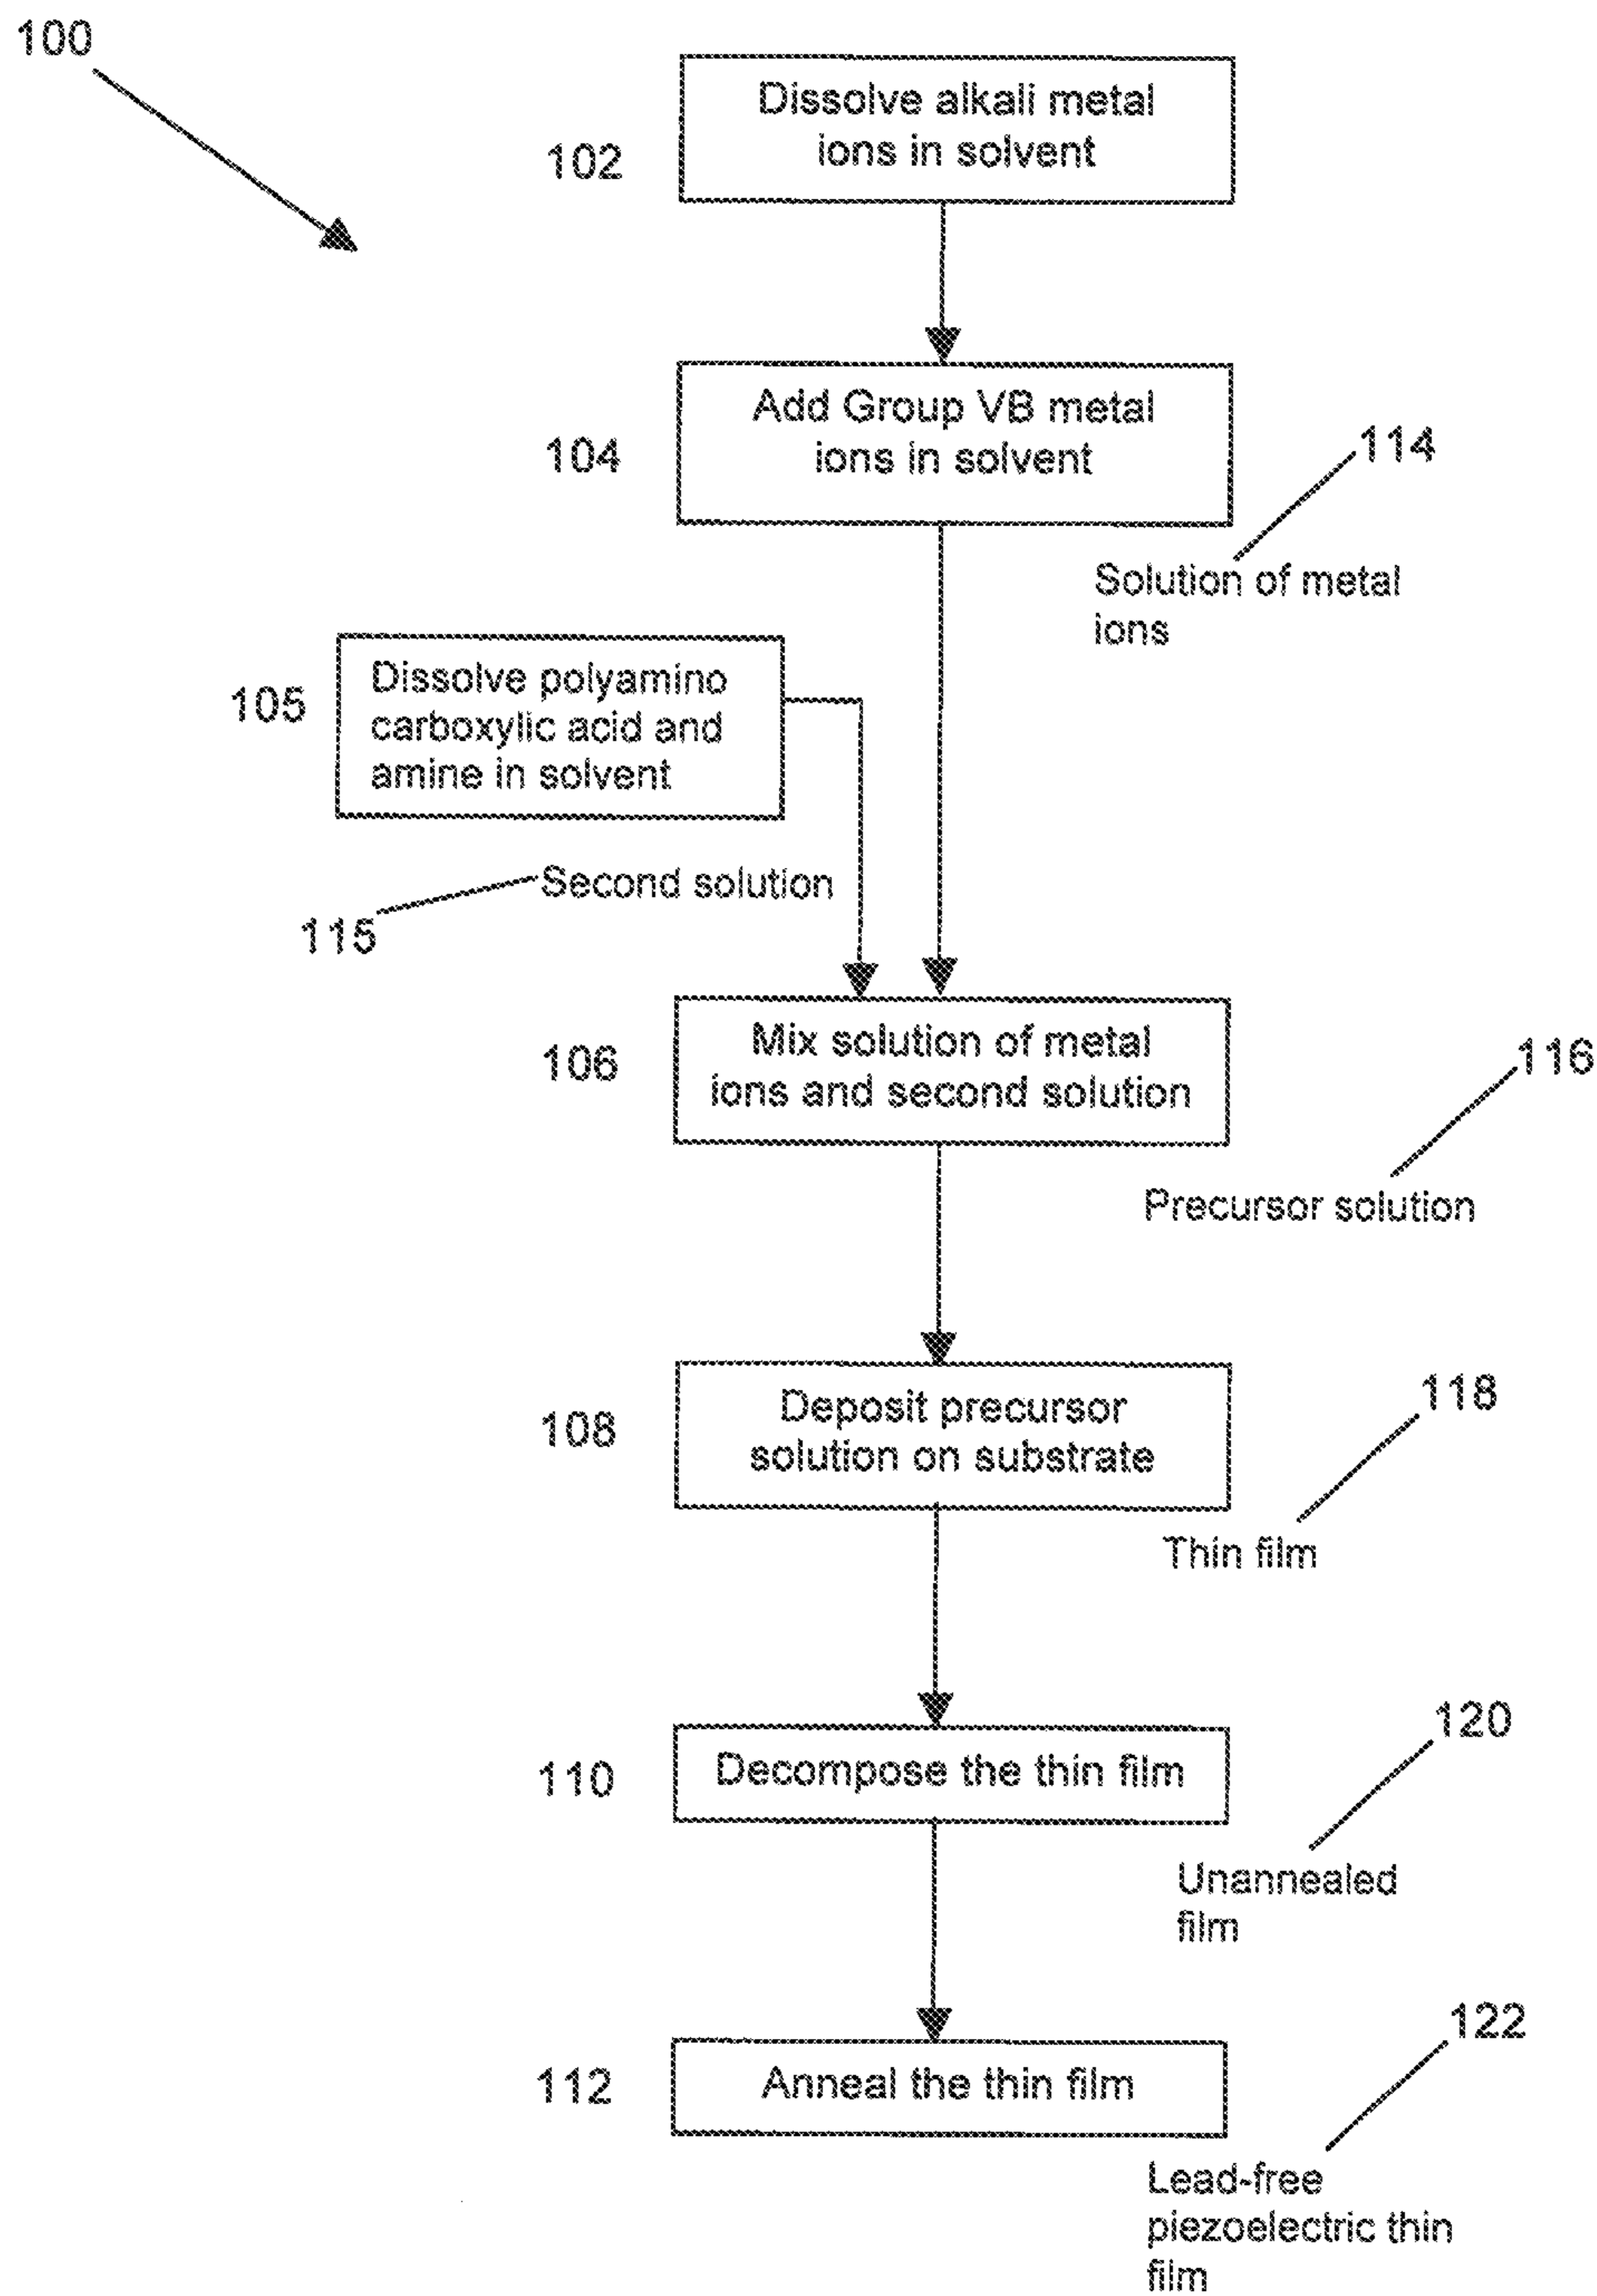 100
Dissolve alkali metal
ions in solvent
102
Add Group VB metal
ions in solvent
104
114
Solution of metal
ions
Dissolve polyamino
carboxylic acid and
amine in solvent
105
Second solution
115
Mix solution of metal
ions and second solution
106
116
Precursor solution
Deposit precursor
solution on substrate
108
118
Thin film
Decompose the thin film
110
120
Unannealed
film
Anneal the thin film
112
122
Lead-free
piezoelectric thin
film